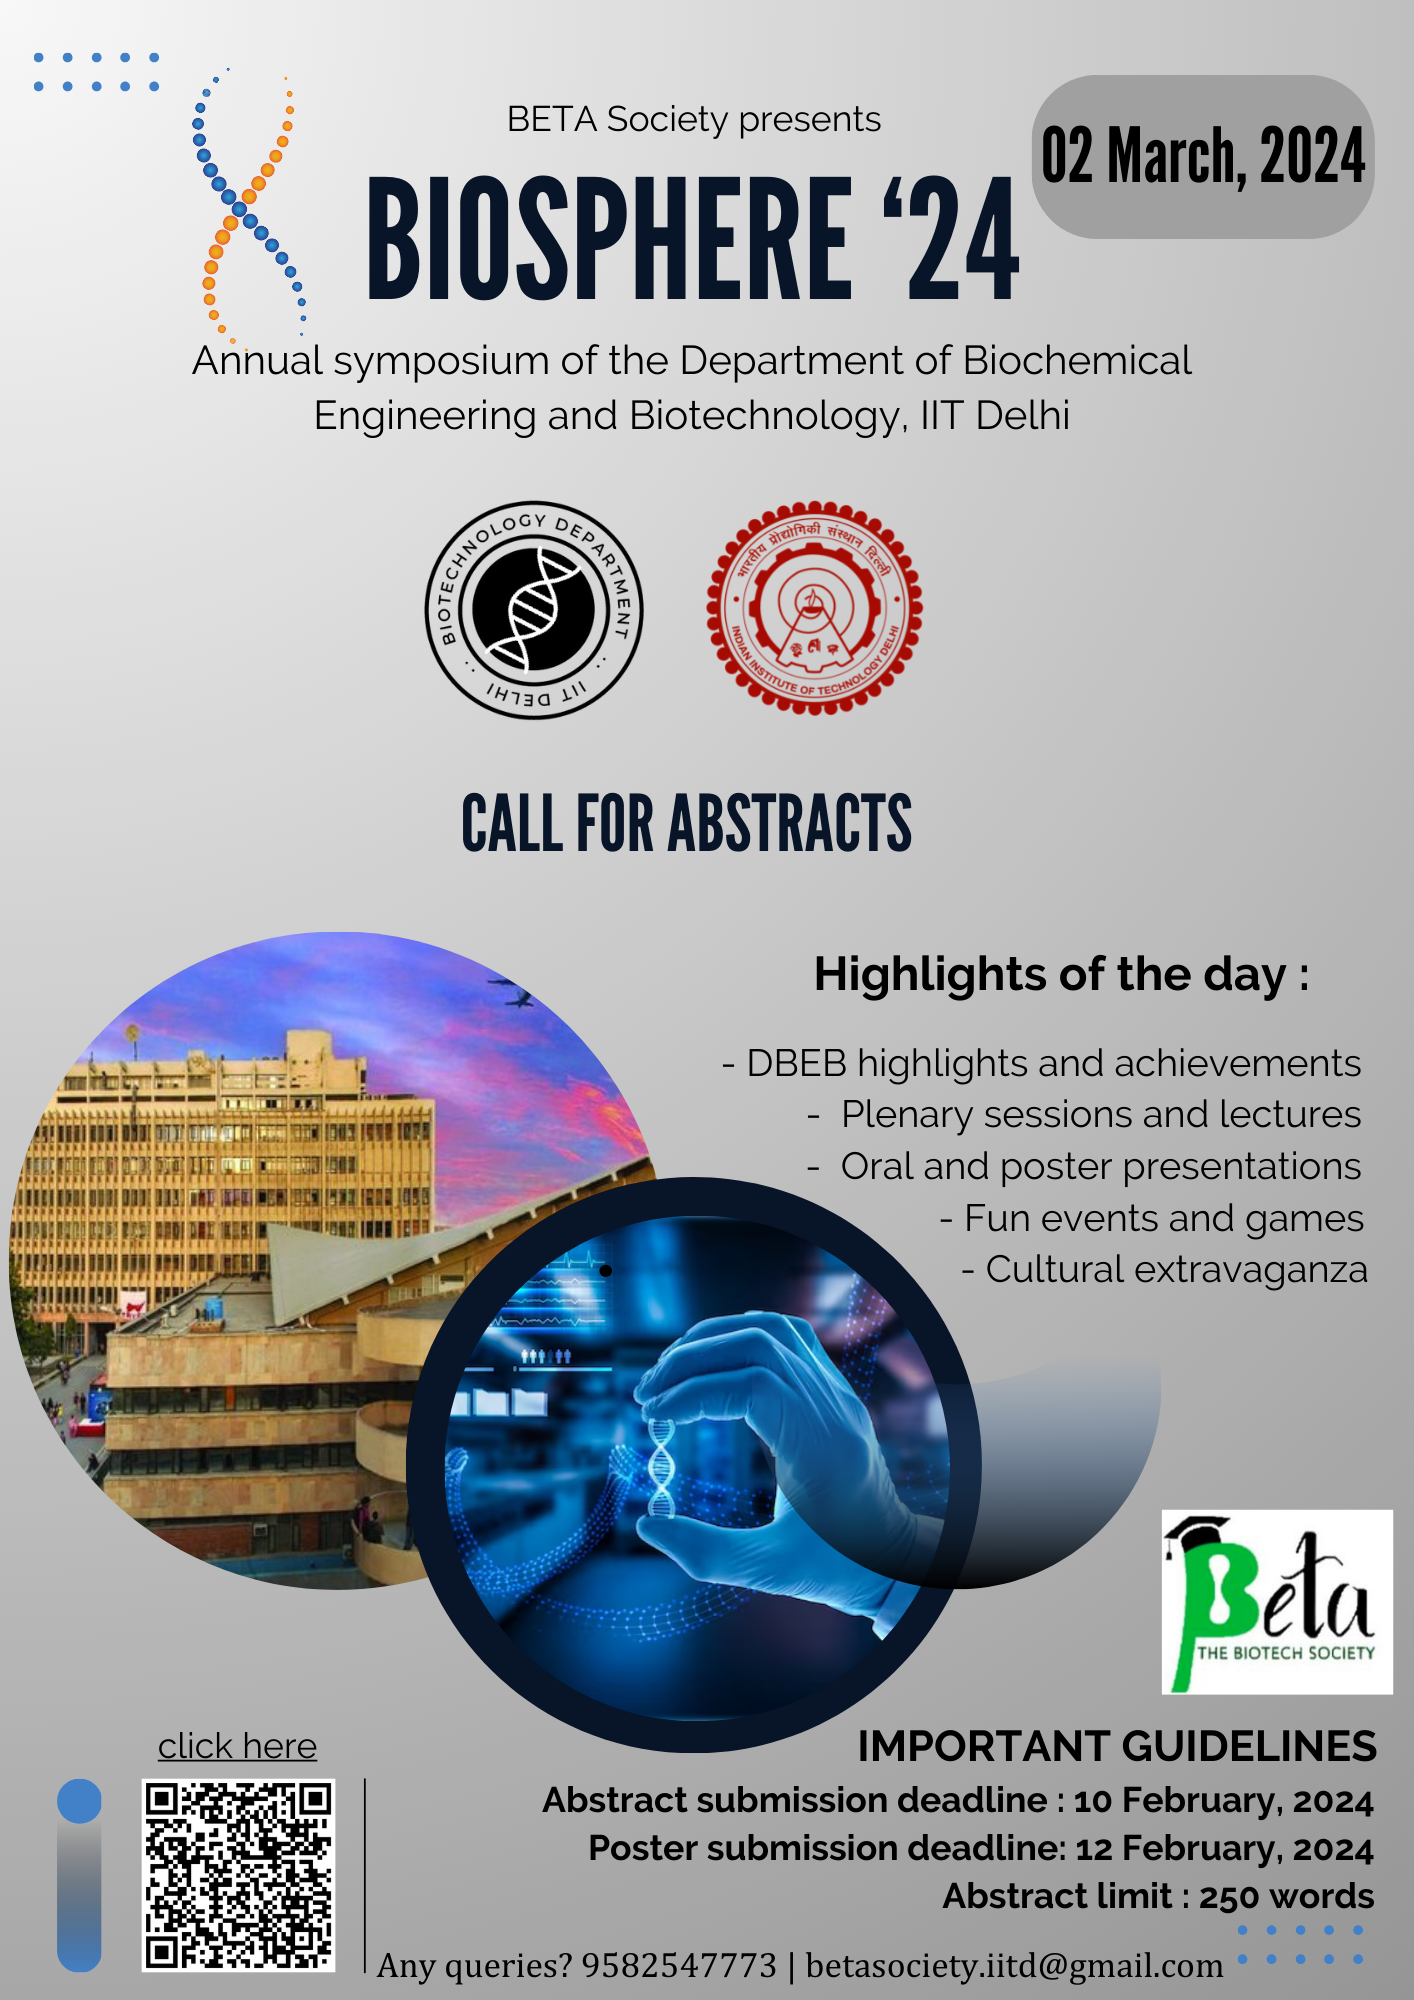 BETA Society presents
02 March, 2024
BIOSPHERE ‘24
Annual symposium of the Department of Biochemical
Engineering and Biotechnology, IIT Delhi
BIOTECHNOLOGY DEPARTMENT
IIT DELHI
भारतीय प्रौद्योगिकी संस्थान दिल्ली
INDIAN INSTITUTE OF TECHNOLOGY DELHI
CALL FOR ABSTRACTS
Highlights of the day :
- DBEB highlights and achievements
- Plenary sessions and lectures
- Oral and poster presentations
- Fun events and games
- Cultural extravaganza
Beta
THE BIOTECH SOCIETY
click here
IMPORTANT GUIDELINES
Abstract submission deadline : 10 February, 2024
Poster submission deadline: 12 February, 2024
Abstract limit : 250 words
Any queries? 9582547773 | betasociety.iitd@gmail.com